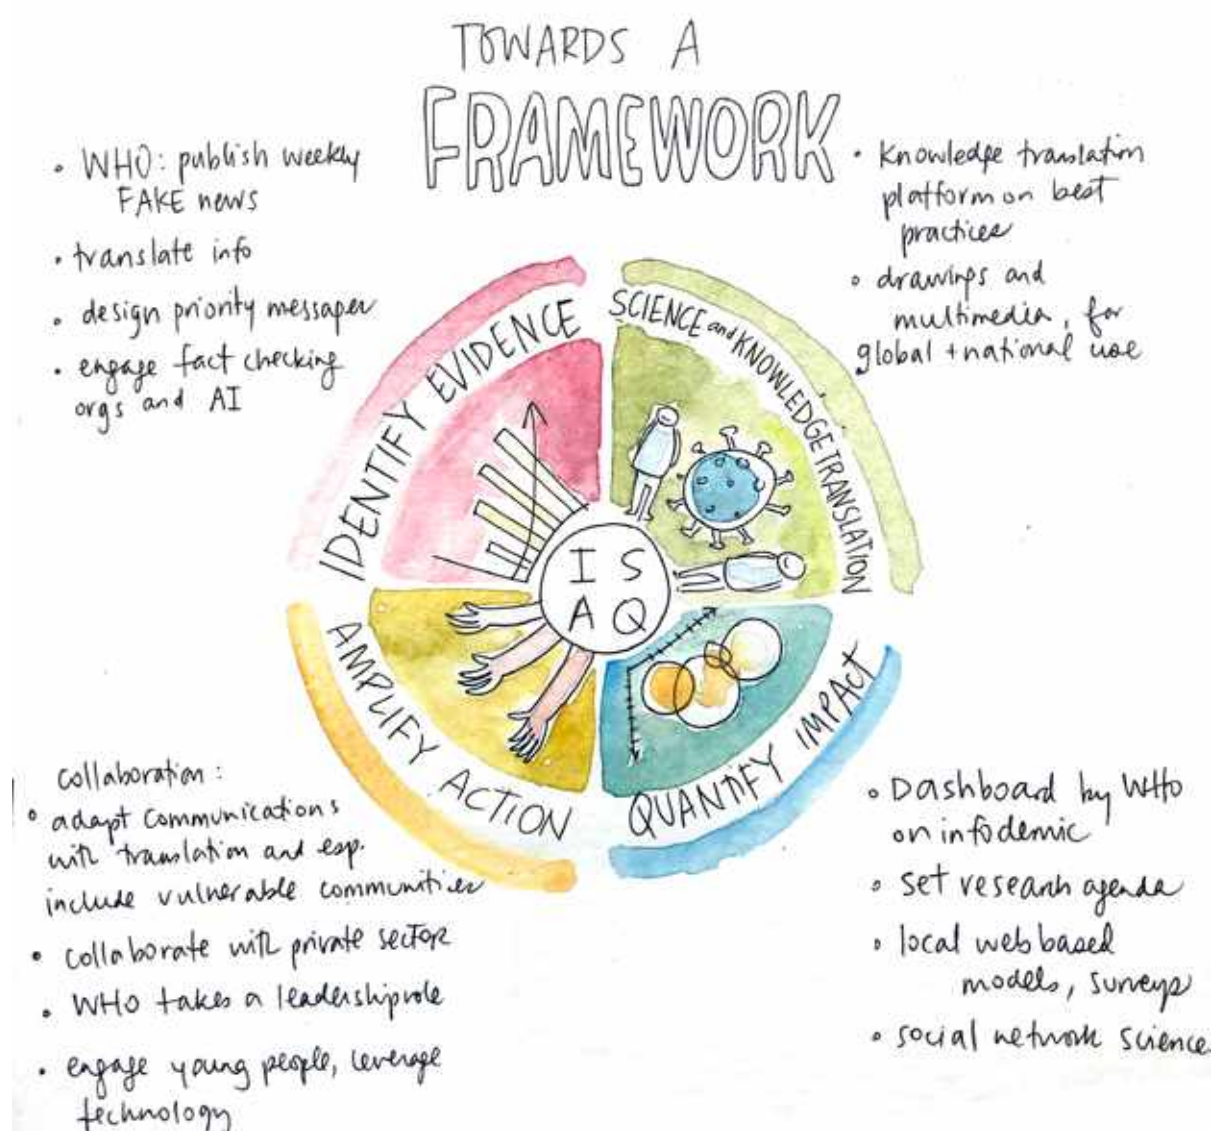 TOWARDS A
FRAMEWORK
• WHO: publish weekly
FAKE news
• translate info
• design priority messages
• engage fact checking
orgs and AI
• Knowledge translation
platform on best
practices
• drawings and
multimedia, for
global + national use
IDENTIFY EVIDENCE
SCIENCE and KNOWLEDGE TRANSLATION
I S
A Q
AMPLIFY ACTION
QUANTIFY IMPACT
collaboration:
• adapt communications
with translation and esp.
include vulnerable communities
• collaborate with private sector
• WHO takes a leadership role
• engage young people, leverage
technology
• Dashboard by WHO
on infodemic
• set research agenda
• local web based
models, surveys
• social network science